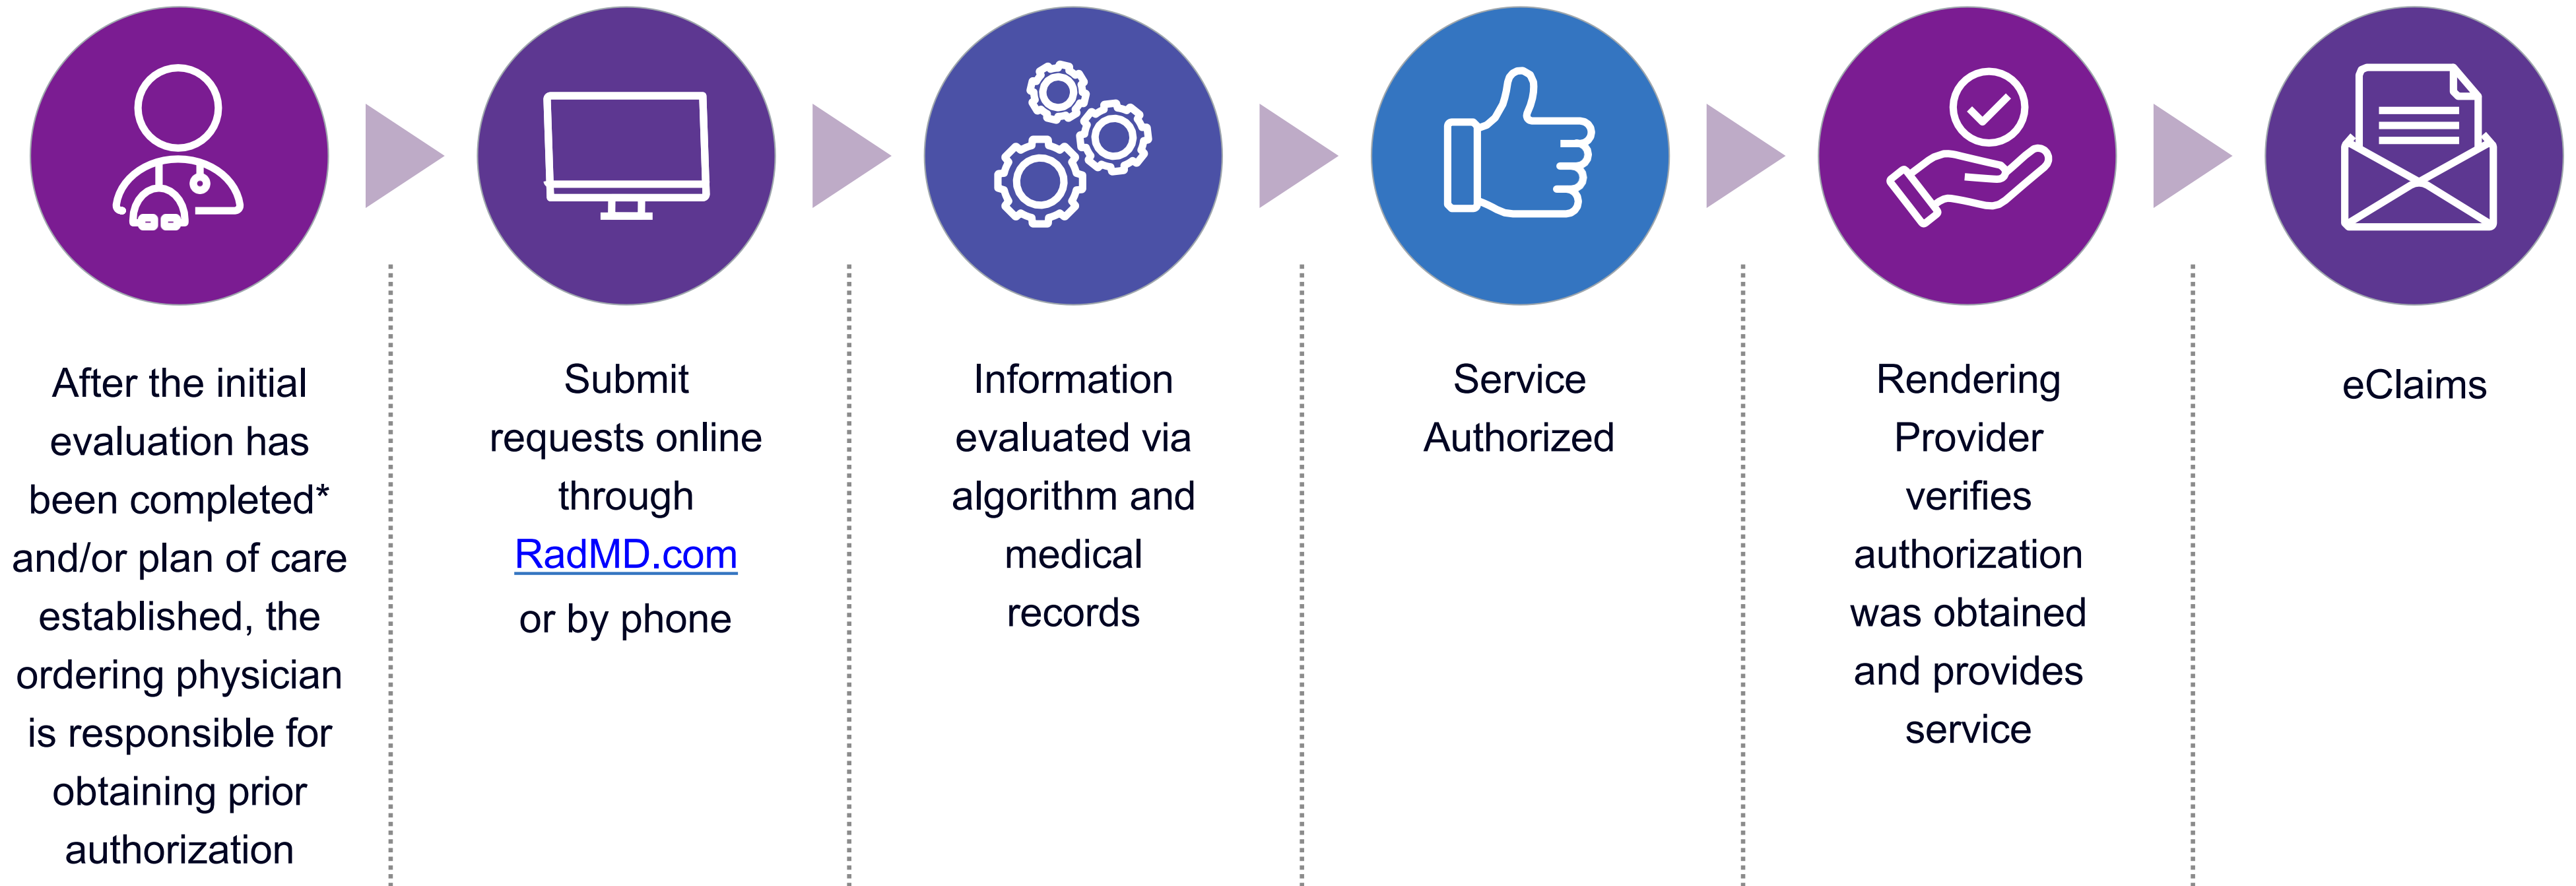 After the initial
evaluation has
been completed*
and/or plan of care
established, the
ordering physician
is responsible for
obtaining prior
authorization
Submit
requests online
through
RadMD.com
or by phone
Information
evaluated via
algorithm and
medical
records
Service
Authorized
Rendering
Provider
verifies
authorization
was obtained
and provides
service
eClaims